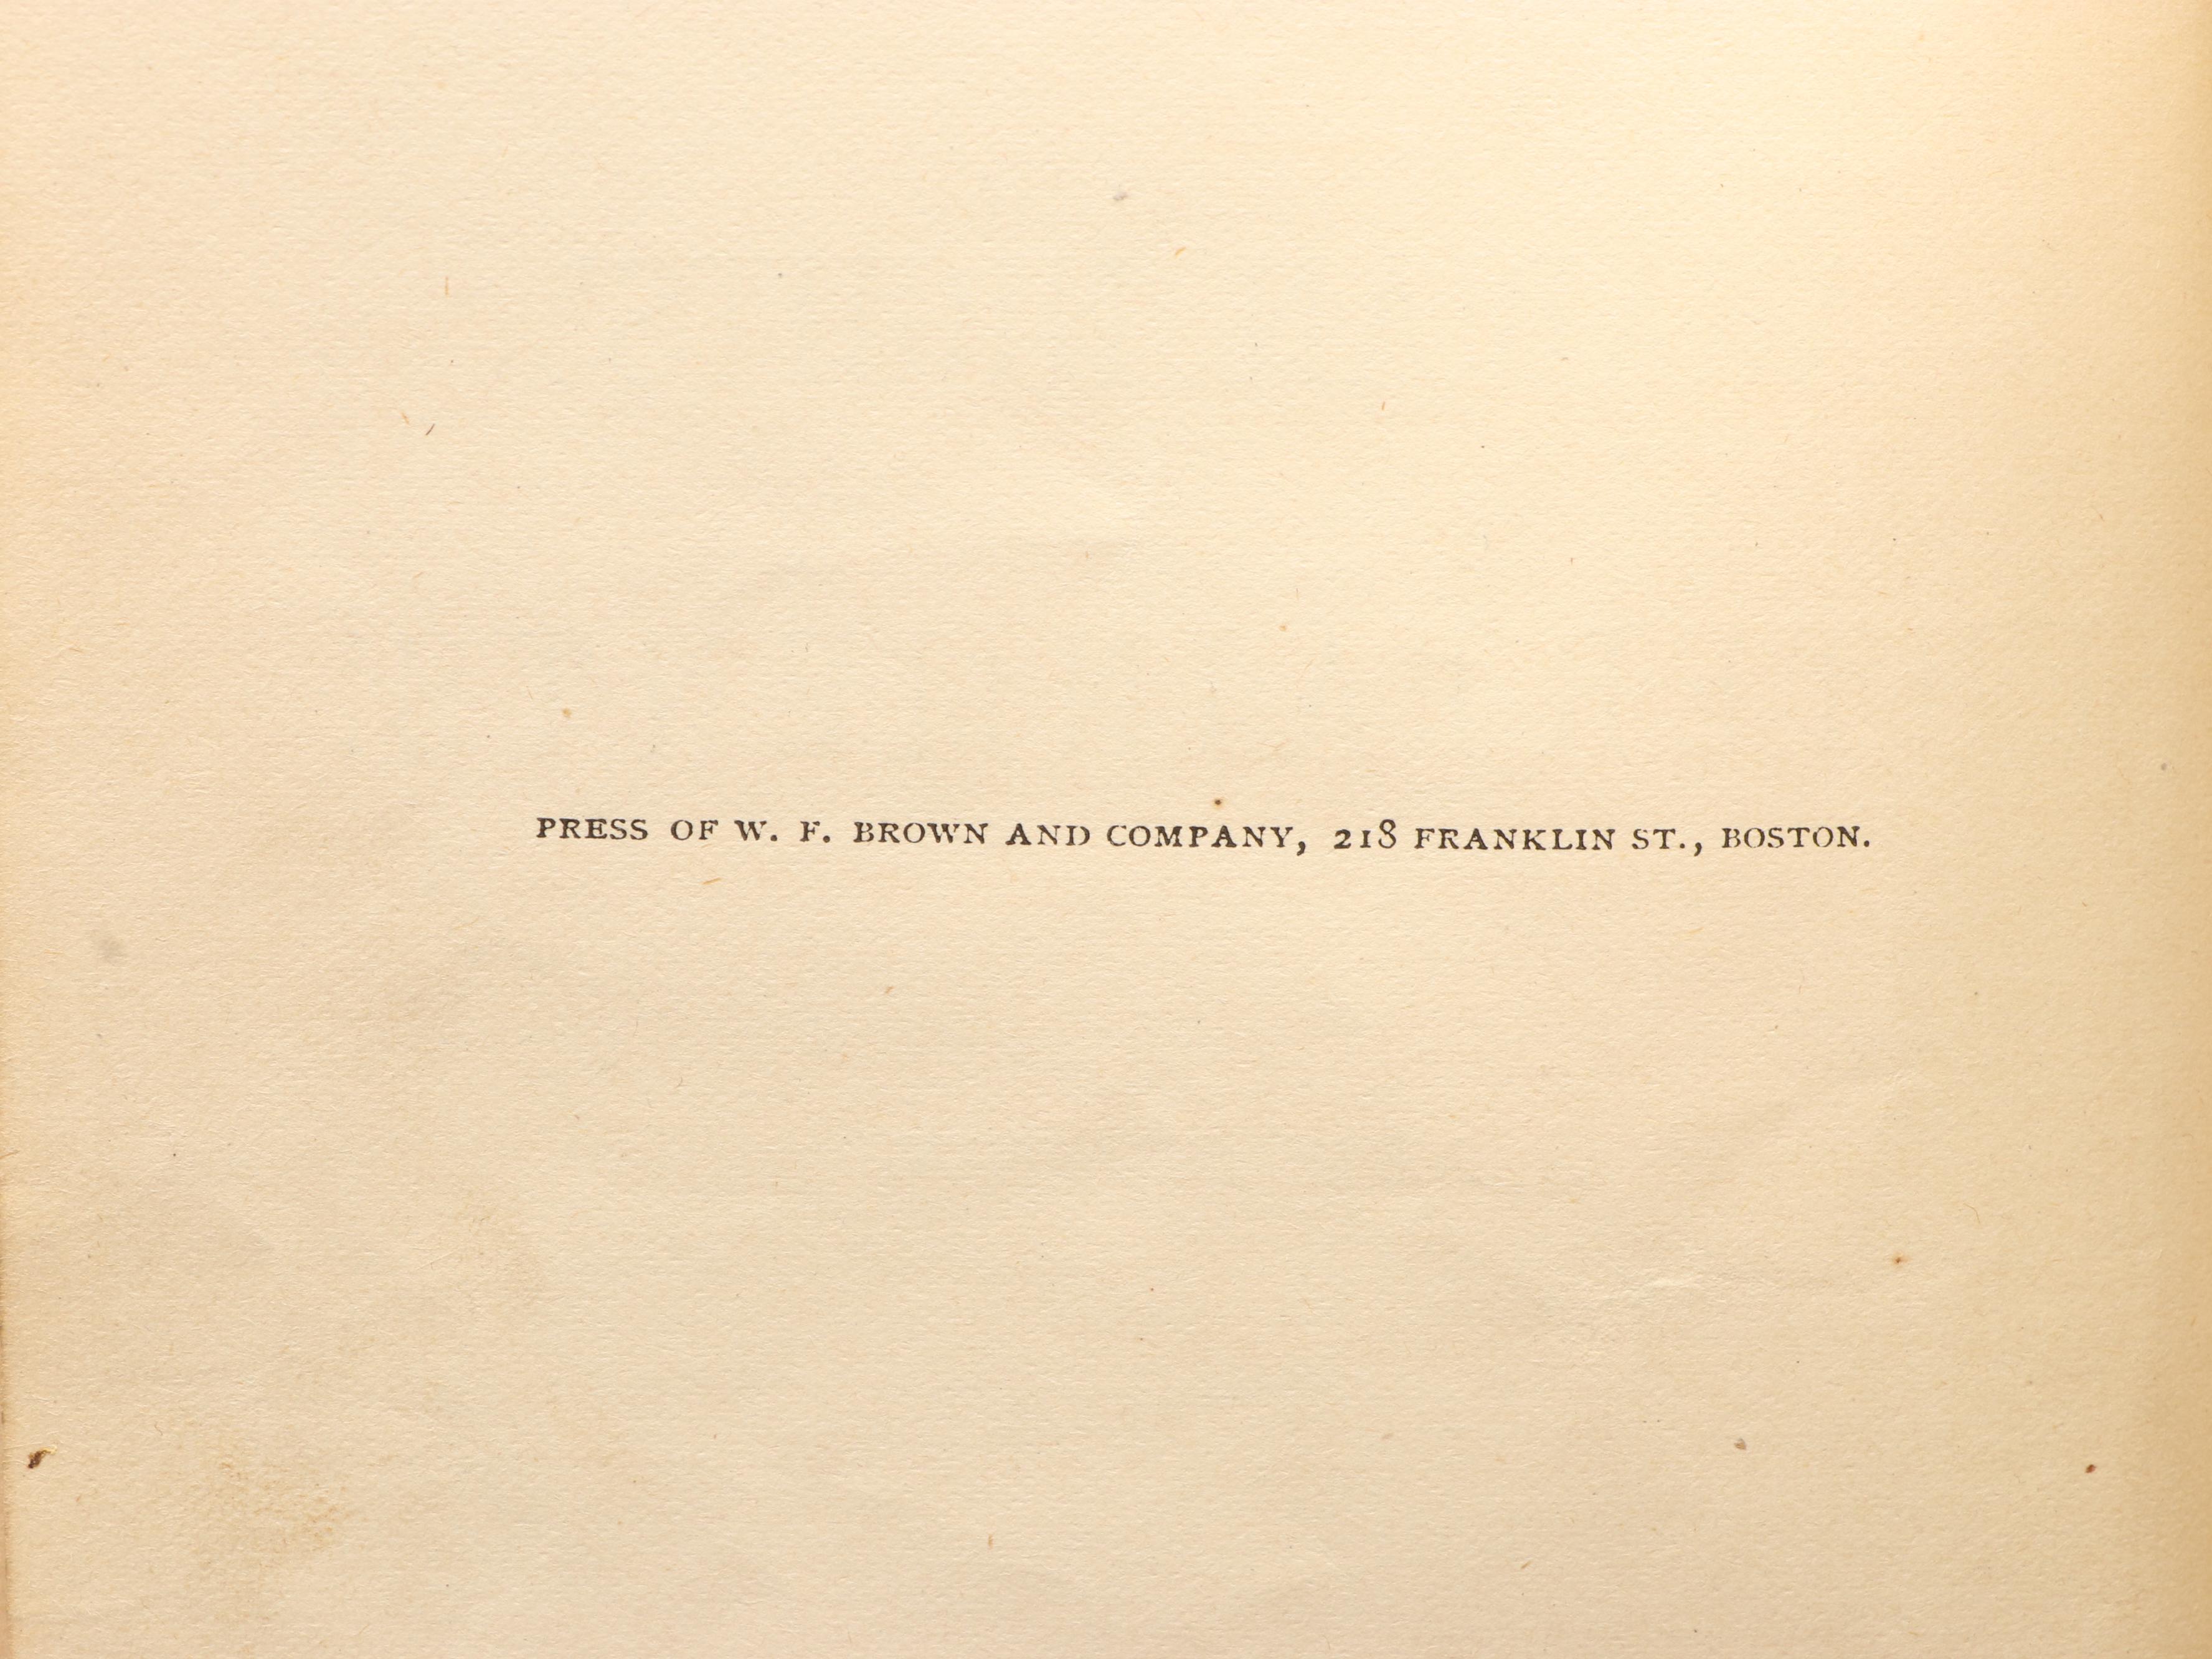 PRESS OF W. F. BROWN AND COMPANY, 218 FRANKLIN ST., BOSTON.